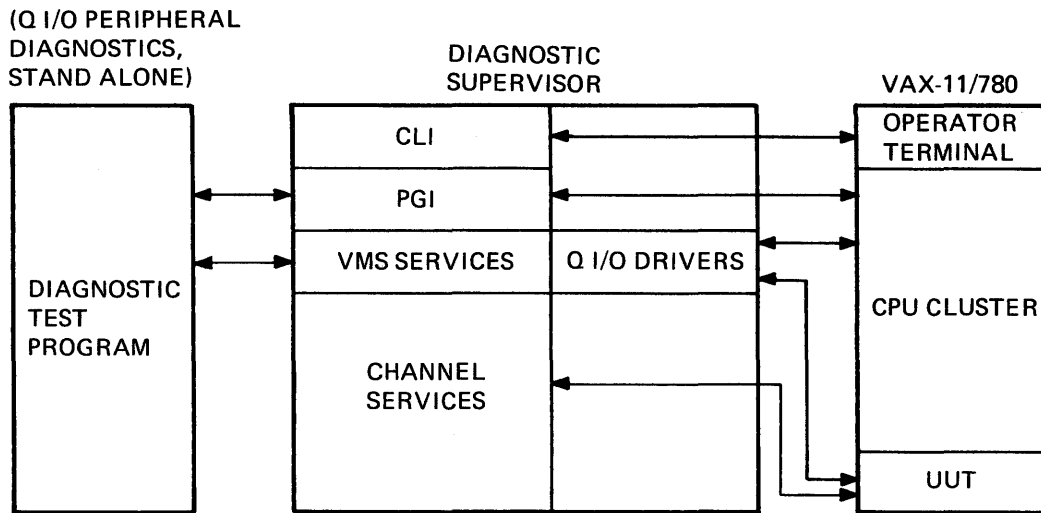 (Q I/O PERIPHERAL
DIAGNOSTICS,
STAND ALONE)
DIAGNOSTIC
SUPERVISOR
VAX-11/780
CLI
OPERATOR
TERMINAL
PGI
VMS SERVICES
Q I/O DRIVERS
DIAGNOSTIC
TEST
PROGRAM
CPU CLUSTER
CHANNEL
SERVICES
UUT